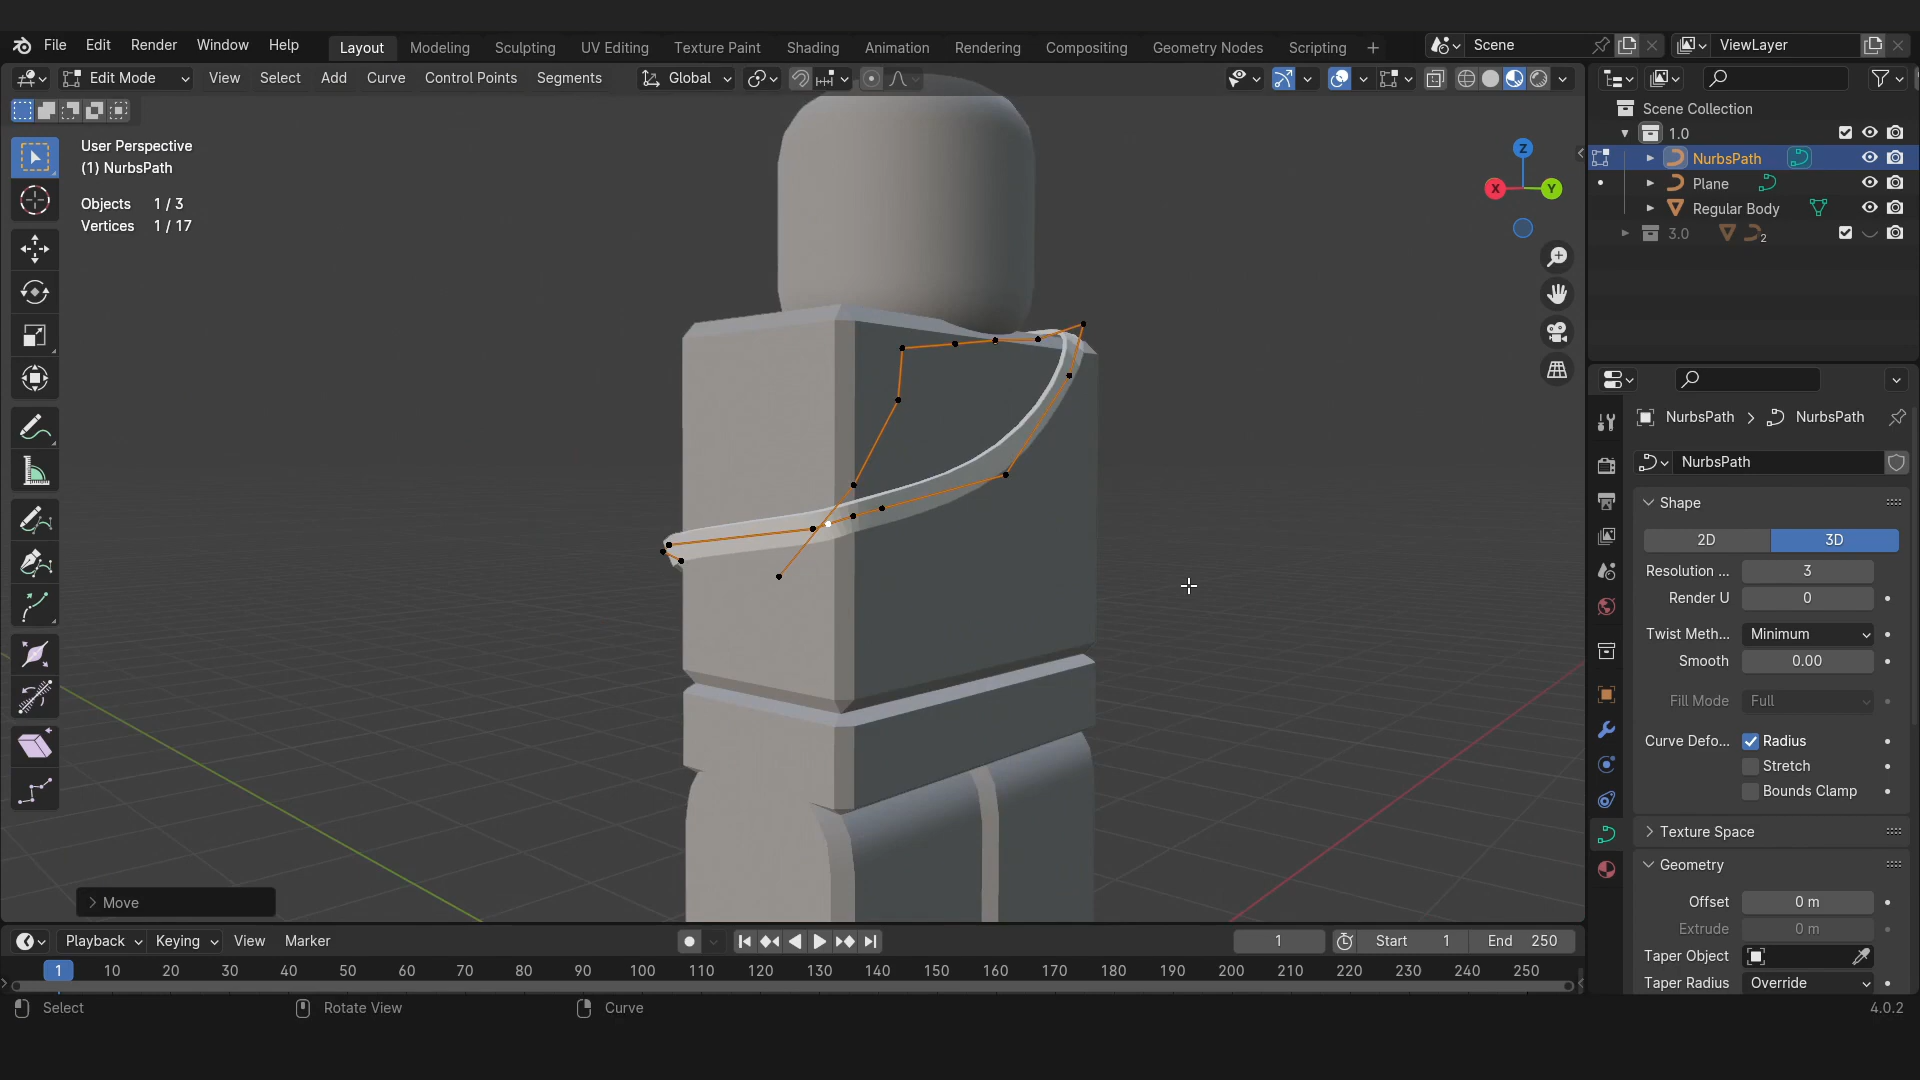 File Edit Render Window Help Layout Modeling Sculpting UV Editing Texture Paint Shading Animation Rendering Compositing Geometry Nodes Scripting + Scene ViewLayer
Edit Mode View Select Add Curve Control Points Segments Global
User Perspective
(1) NurbsPath
Objects 1 / 3
Vertices 1 / 17
Z
X
Y
Scene Collection
1.0
NurbsPath
Plane
Regular Body
3.0 2
NurbsPath > NurbsPath
NurbsPath
Shape
2D 3D
Resolution ... 3
Render U 0
Twist Meth... Minimum
Smooth 0.00
Fill Mode Full
Curve Defo... Radius
Stretch
Bounds Clamp
Texture Space
Geometry
Offset 0 m
Extrude 0 m
Taper Object
Taper Radius Override
Move
Playback Keying View Marker 1 Start 1 End 250
1 10 20 30 40 50 60 70 80 90 100 110 120 130 140 150 160 170 180 190 200 210 220 230 240 250
Select Rotate View Curve 4.0.2